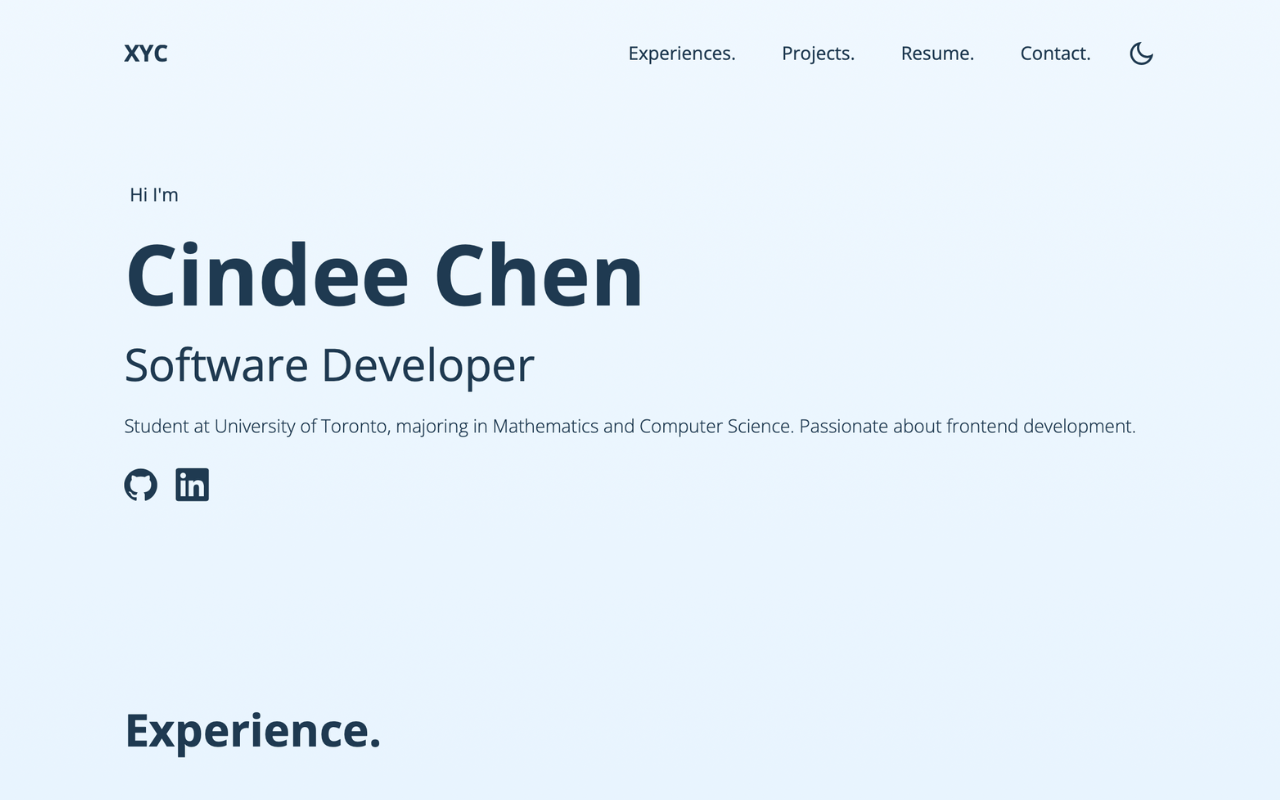 XYC
Experiences.
Projects.
Resume.
Contact.
Hi I'm
Cindee Chen
Software Developer
Student at University of Toronto, majoring in Mathematics and Computer Science. Passionate about frontend development.
in
Experience.